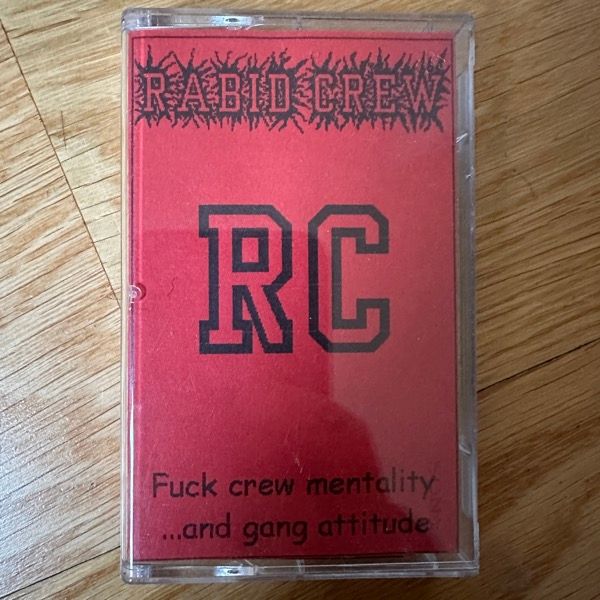 RABID CREW
RC
Fuck crew mentality
...and gang attitude